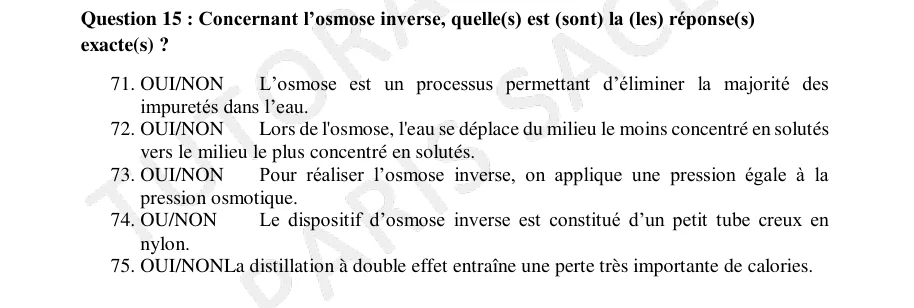 Question 15 : Concernant l’osmose inverse, quelle(s) est (sont) la (les) réponse(s)
exacte(s) ?
71. OUI/NON L’osmose est un processus permettant d’éliminer la majorité des
impuretés dans l’eau.
72. OUI/NON Lors de l'osmose, l'eau se déplace du milieu le moins concentré en solutés
vers le milieu le plus concentré en solutés.
73. OUI/NON Pour réaliser l’osmose inverse, on applique une pression égale à la
pression osmotique.
74. OU/NON Le dispositif d’osmose inverse est constitué d’un petit tube creux en
nylon.
75. OUI/NONLa distillation à double effet entraîne une perte très importante de calories.
TUTORA
PARIS SACL